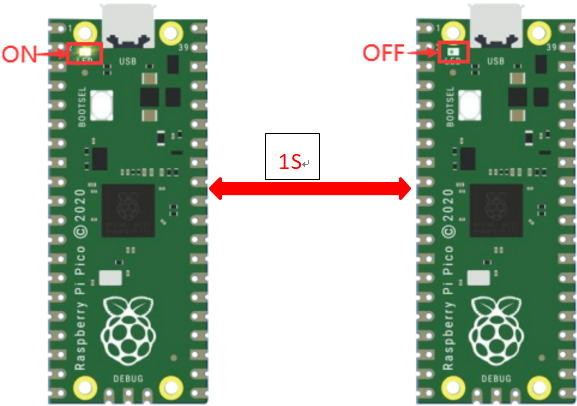 1
39
ON
LED
USB
BOOTSEL
Raspberry Pi Pico © 2020
DEBUG
1S
1
39
OFF
LED
USB
BOOTSEL
Raspberry Pi Pico © 2020
DEBUG